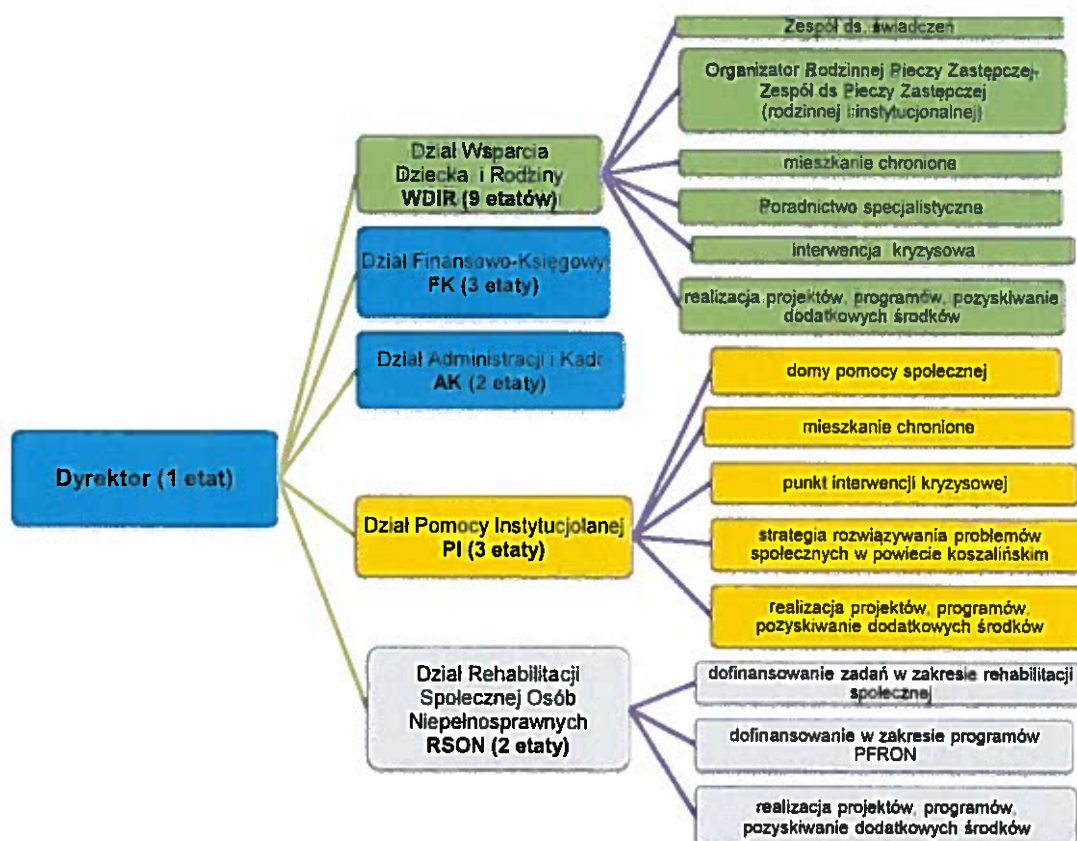 Dyrektor (1 etat)
Dział Wsparcia
Dziecka i Rodziny
WDIR (9 etatów)
Zespół ds. świadczeń
Organizator Rodzinnej Pieczy Zastępczej-
Zespół ds Pieczy Zastępczej
(rodzinnej i instytucjonalnej)
mieszkanie chronione
Poradnictwo specjalistyczne
interwencja kryzysowa
realizacja projektów, programów, pozyskiwanie
dodatkowych środków
Dział Finansowo-Księgowy
FK (3 etaty)
Dział Administracji i Kadr
AK (2 etaty)
Dział Pomocy Instytucjolanej
PI (3 etaty)
domy pomocy społecznej
mieszkanie chronione
punkt interwencji kryzysowej
strategia rozwiązywania problemów
społecznych w powiecie koszalińskim
realizacja projektów, programów,
pozyskiwanie dodatkowych środków
Dział Rehabilitacji
Społecznej Osób
Niepełnosprawnych
RSON (2 etaty)
dofinansowanie zadań w zakresie rehabilitacji
społecznej
dofinansowanie w zakresie programów
PFRON
realizacja projektów, programów,
pozyskiwanie dodatkowych środków